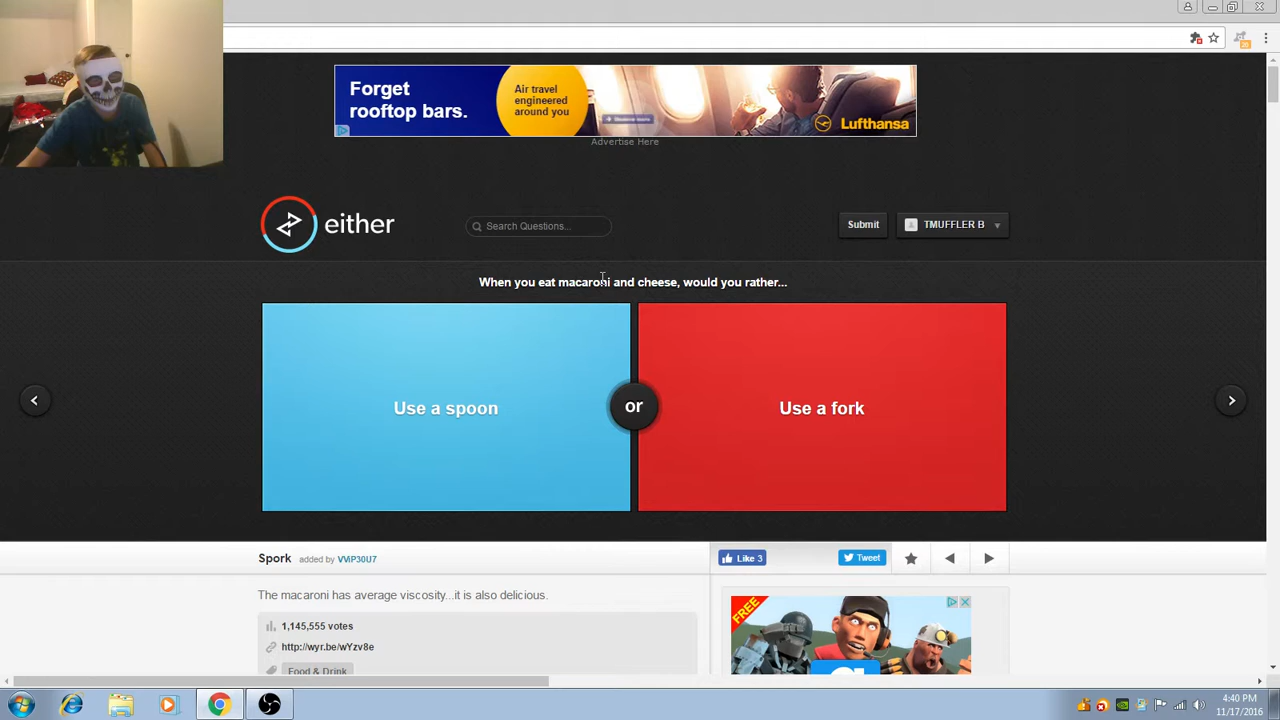 Forget
rooftop bars.
Air travel
engineered
around you
Lufthansa
Advertise Here
either
Search Questions...
Submit
TMUFFLER B
When you eat macaroni and cheese, would you rather...
Use a spoon
or
Use a fork
Spork added by VViP30U7
Like 3
Tweet
The macaroni has average viscosity...it is also delicious.
1,145,555 votes
http://wyr.be/wYzv8e
Food & Drink
FREE
4:40 PM
11/17/2016